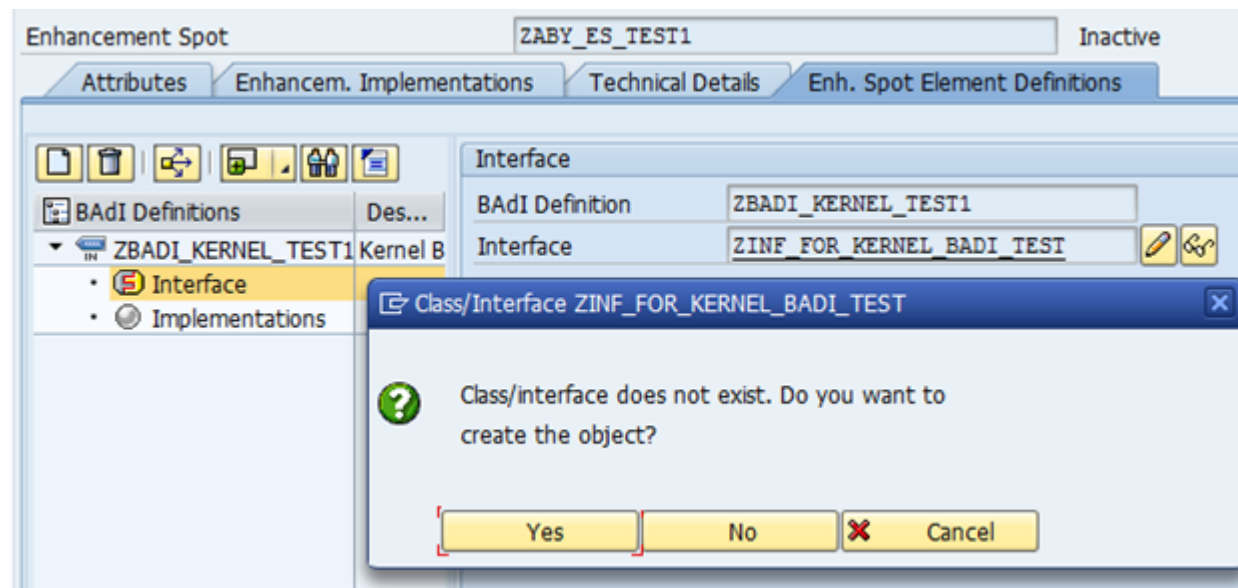 Enhancement Spot ZABY_ES_TEST1 Inactive
Attributes Enhancem. Implementations Technical Details Enh. Spot Element Definitions
Interface
BAdI Definitions Des...
BAdI Definition ZBADI_KERNEL_TEST1
ZBADI_KERNEL_TEST1 Kernel B
Interface ZINF_FOR_KERNEL_BADI_TEST
Interface
Implementations
Class/Interface ZINF_FOR_KERNEL_BADI_TEST
Class/interface does not exist. Do you want to
create the object?
Yes No Cancel